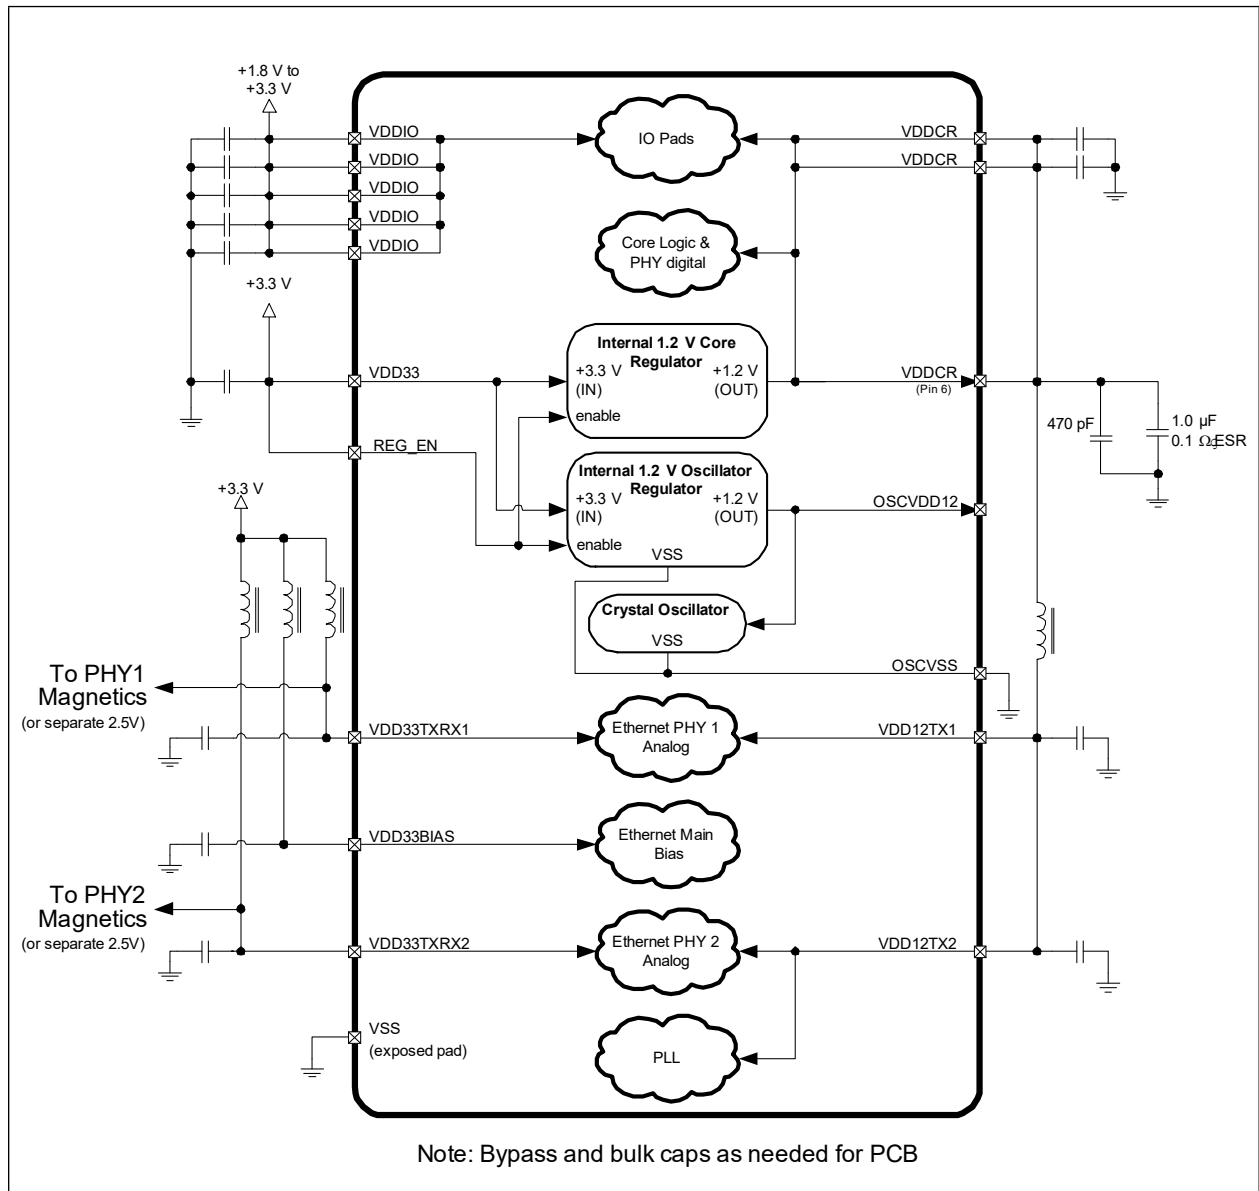 +1.8 V to
+3.3 V
VDDIO
VDDIO
VDDIO
VDDIO
VDDIO
IO Pads
VDDCR
VDDCR
Core Logic &
PHY digital
+3.3 V
Internal 1.2 V Core
Regulator
+3.3 V
(IN)
+1.2 V
(OUT)
enable
VDD33
VDDCR
(Pin 6)
470 pF
1.0 µF
0.1 Ω ESR
REG_EN
Internal 1.2 V Oscillator
Regulator
+3.3 V
(IN)
+1.2 V
(OUT)
enable
VSS
OSCVDD12
+3.3 V
Crystal Oscillator
VSS
OSCVSS
To PHY1
Magnetics
(or separate 2.5V)
VDD33TXRX1
Ethernet PHY 1
Analog
VDD12TX1
VDD33BIAS
Ethernet Main
Bias
To PHY2
Magnetics
(or separate 2.5V)
VDD33TXRX2
Ethernet PHY 2
Analog
VDD12TX2
VSS
(exposed pad)
PLL
Note: Bypass and bulk caps as needed for PCB